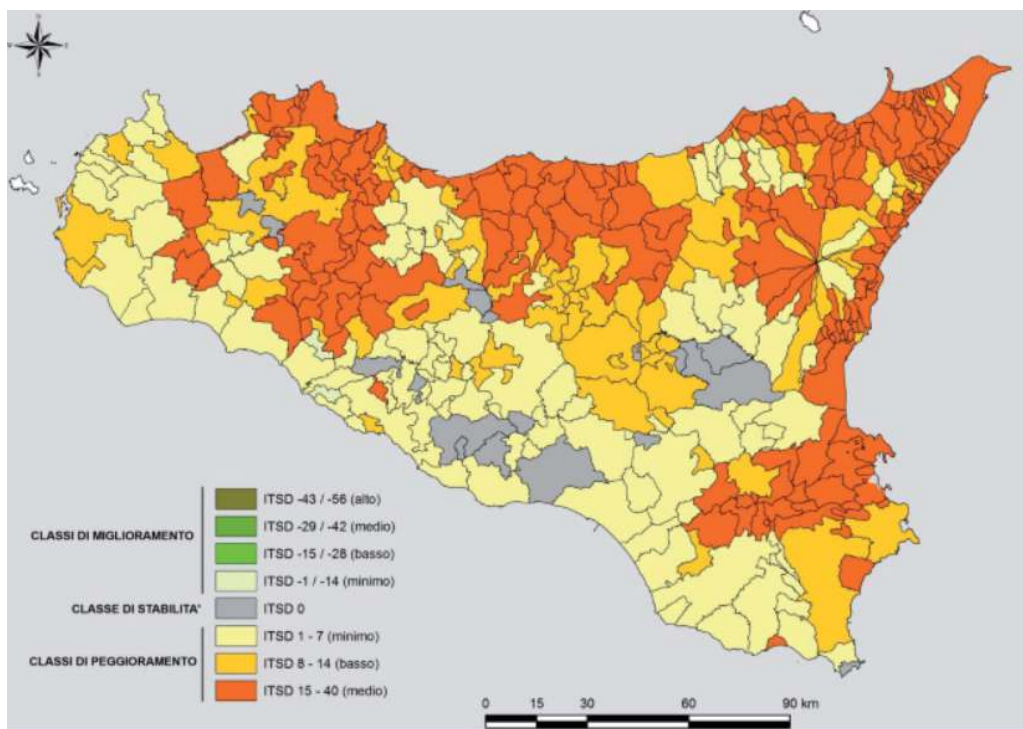 N
W
E
S
CLASSI DI MIGLIORAMENTO
ITSD -43 / -56 (alto)
ITSD -29 / -42 (medio)
ITSD -15 / -28 (basso)
ITSD -1 / -14 (minimo)
CLASSE DI STABILITA'
ITSD 0
CLASSI DI PEGGIORAMENTO
ITSD 1 - 7 (minimo)
ITSD 8 - 14 (basso)
ITSD 15 - 40 (medio)
0 15 30 60 90 km